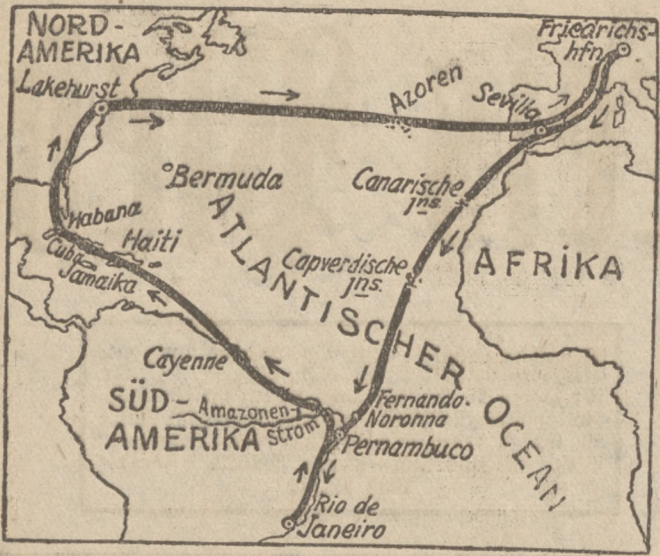 NORD-
AMERIKA
Friedrichs-
hfn
Lakehurst
Azoren
Sevilla
Bermuda
Canarische
Jns.
Habana
Cuba
Haiti
Jamaika
Capverdische
Jns.
AFRIKA
ATLANTISCHER OCEAN
Cayenne
SÜD-
AMERIKA
Amazonen-
strom
Fernando-
Noronna
Pernambuco
Rio de
Janeiro